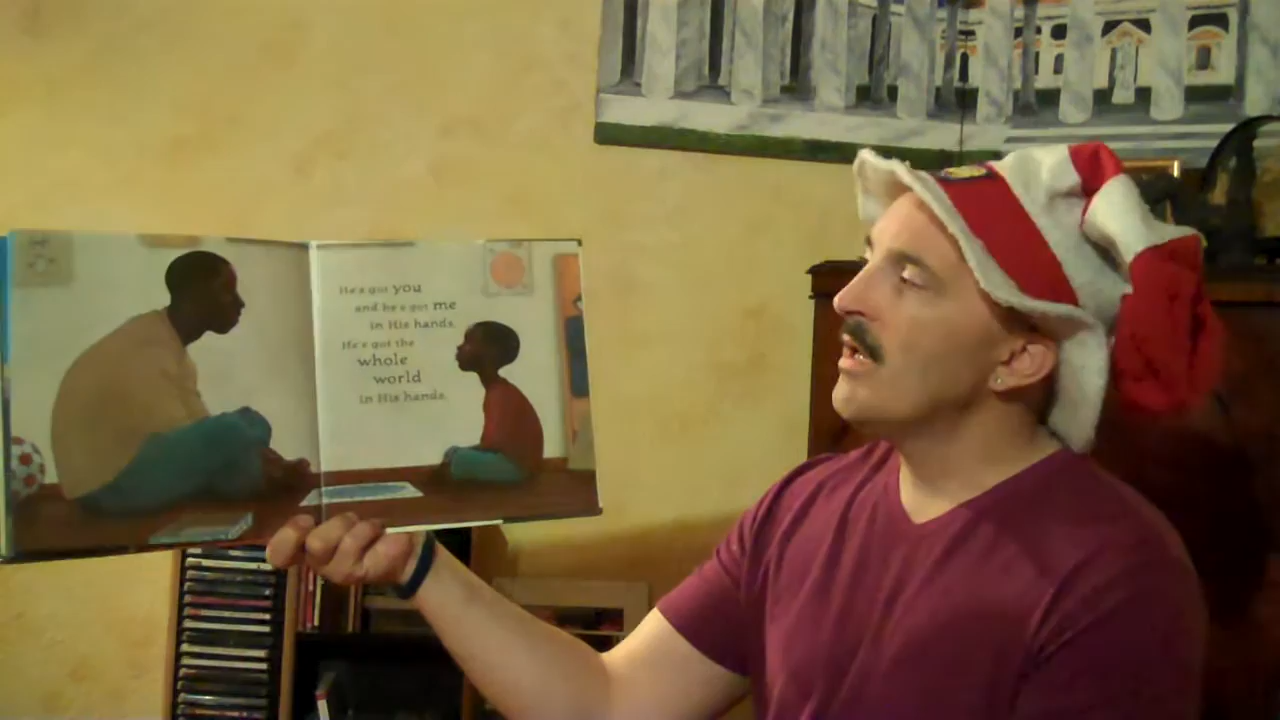 He's got you
and he's got me
in His hands.
He's got the
whole
world
in His hands.